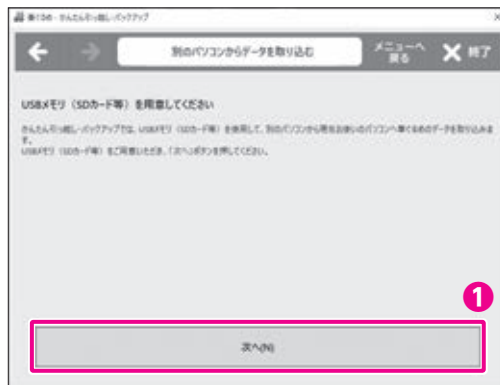 筆ぐるめ - かんたん引っ越し・バックアップ
別のパソコンからデータを取り込む
メニューへ
戻る
終了
USBメモリ（SDカード等）を用意してください
かんたん引っ越し・バックアップでは、USBメモリ（SDカード等）を使用して、別のパソコンから現在お使いのパソコンへ筆ぐるめのデータを取り込みま
す。
USBメモリ（SDカード等）をご用意いただき、「次へ」ボタンを押してください。
1
次へ(N)